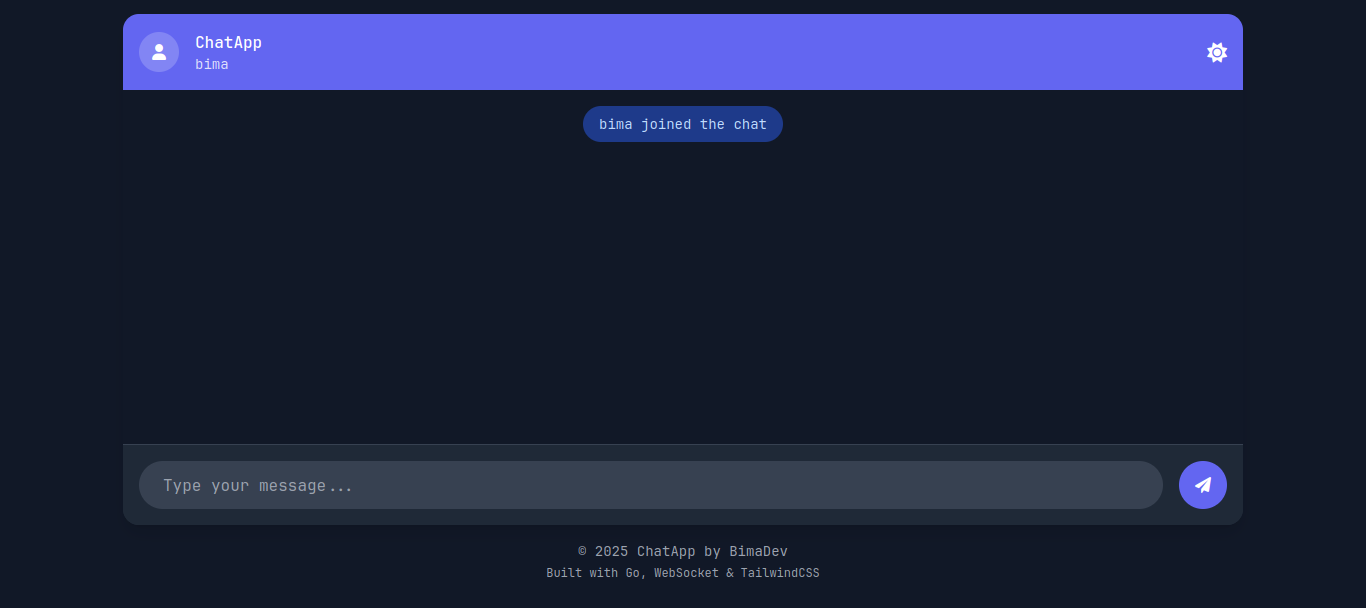 ChatApp
bima
bima joined the chat
Type your message...
© 2025 ChatApp by BimaDev
Built with Go, WebSocket & TailwindCSS